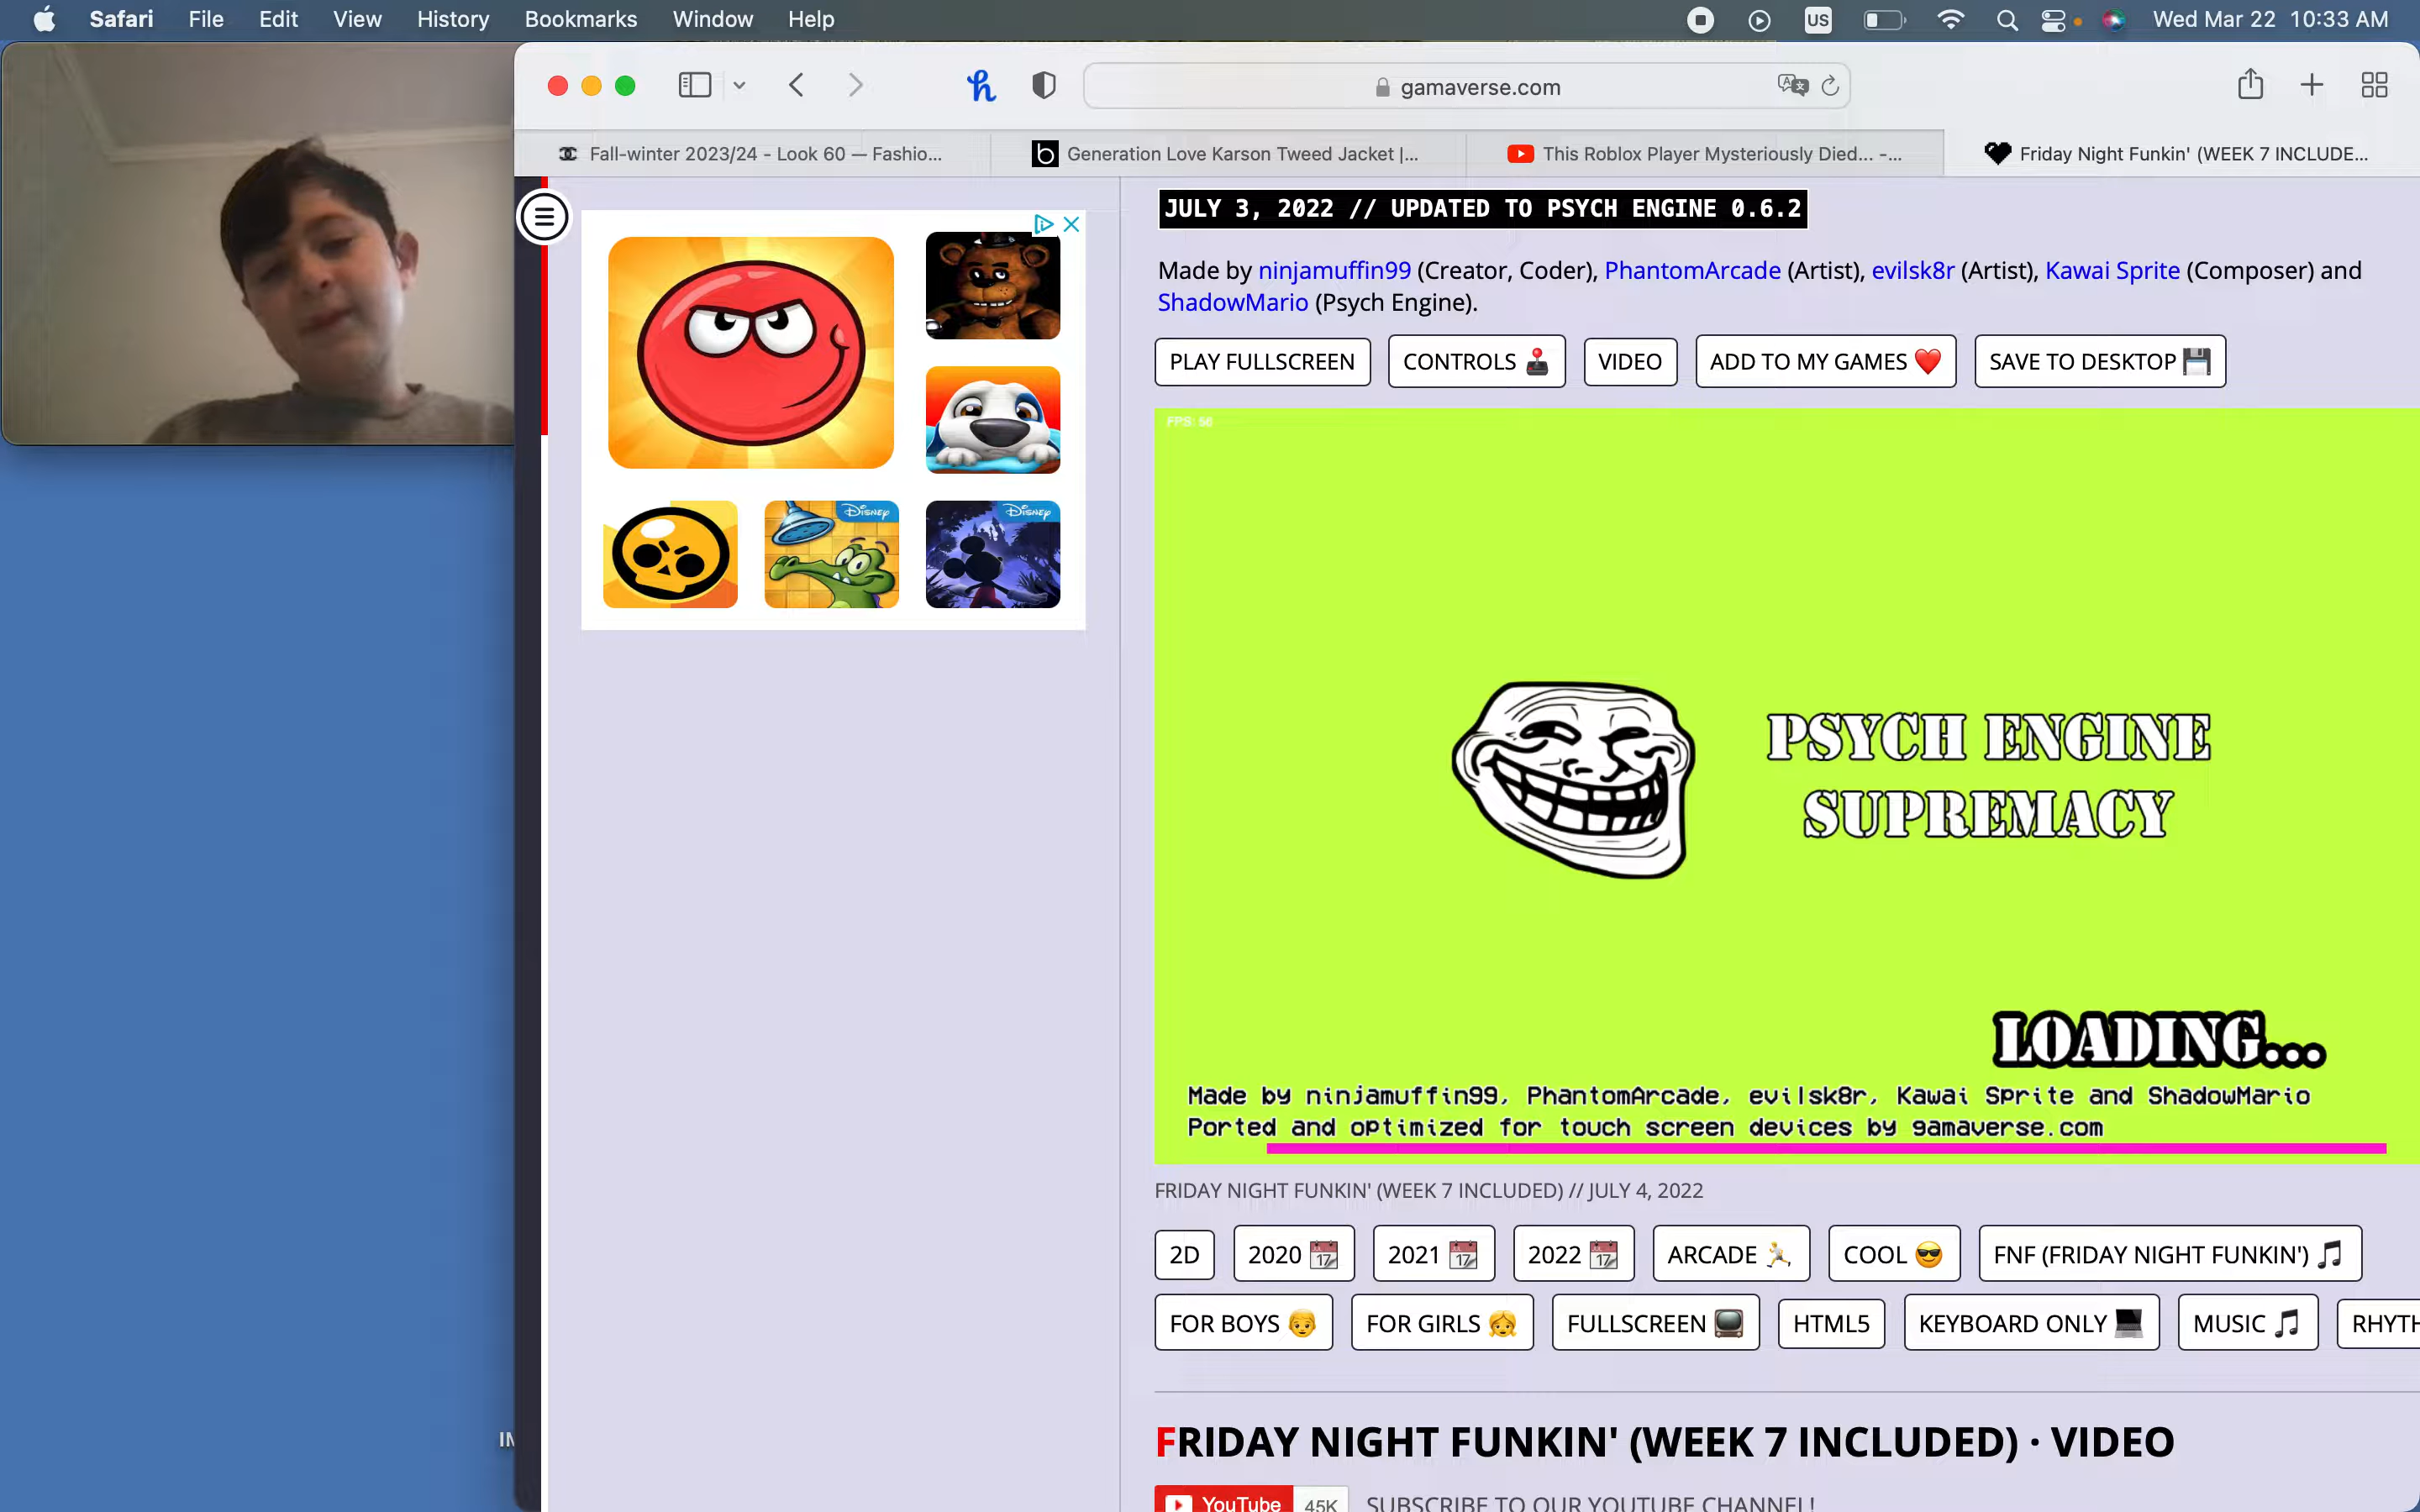 Safari File Edit View History Bookmarks Window Help US Wed Mar 22 10:33 AM
gamaverse.com
Fall-winter 2023/24 - Look 60 — Fashio...
Generation Love Karson Tweed Jacket |...
This Roblox Player Mysteriously Died... -...
Friday Night Funkin' (WEEK 7 INCLUDE...
JULY 3, 2022 // UPDATED TO PSYCH ENGINE 0.6.2
Made by ninjamuffin99 (Creator, Coder), PhantomArcade (Artist), evilsk8r (Artist), Kawai Sprite (Composer) and
ShadowMario (Psych Engine).
PLAY FULLSCREEN CONTROLS VIDEO ADD TO MY GAMES SAVE TO DESKTOP
Disney Disney
FPS: 50
PSYCH ENGINE
SUPREMACY
LOADING...
Made by ninjamuffin99, PhantomArcade, evilsk8r, Kawai Sprite and ShadowMario
Ported and optimized for touch screen devices by gamaverse.com
FRIDAY NIGHT FUNKIN' (WEEK 7 INCLUDED) // JULY 4, 2022
2D 2020 2021 2022 ARCADE COOL FNF (FRIDAY NIGHT FUNKIN')
FOR BOYS FOR GIRLS FULLSCREEN HTML5 KEYBOARD ONLY MUSIC RHYTH
FRIDAY NIGHT FUNKIN' (WEEK 7 INCLUDED) · VIDEO
YouTube 45K SUBSCRIBE TO OUR YOUTUBE CHANNEL!